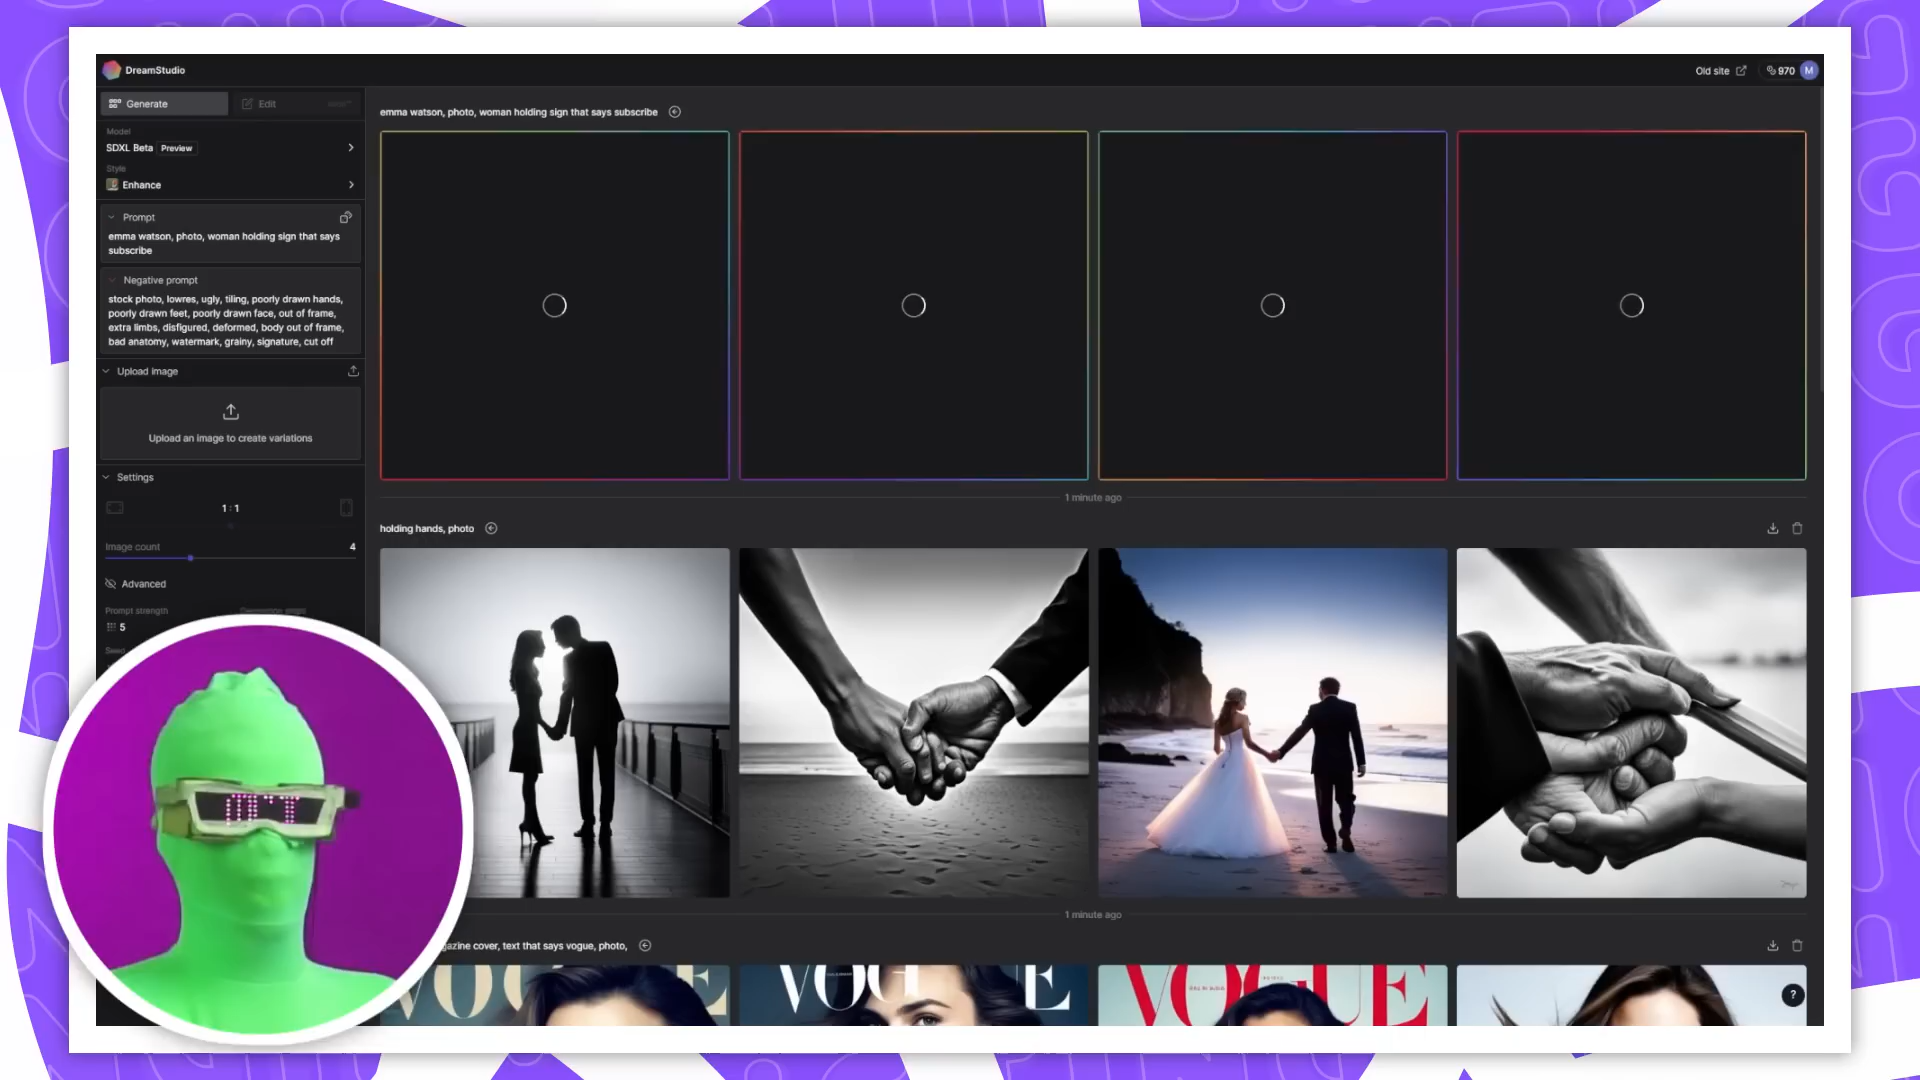 DreamStudio
Old site
970
M
Generate
Edit
Model
SDXL Beta Preview
Style
Enhance
Prompt
emma watson, photo, woman holding sign that says
subscribe
Negative prompt
stock photo, lowres, ugly, tiling, poorly drawn hands,
poorly drawn feet, poorly drawn face, out of frame,
extra limbs, disfigured, deformed, body out of frame,
bad anatomy, watermark, grainy, signature, cut off
Upload image
Upload an image to create variations
Settings
1 : 1
Image count
4
Advanced
Prompt strength
Generation steps
5
Seed
emma watson, photo, woman holding sign that says subscribe
1 minute ago
holding hands, photo
1 minute ago
cover, text that says vogue, photo,
VOGUE
VOGUE
VOGUE
?